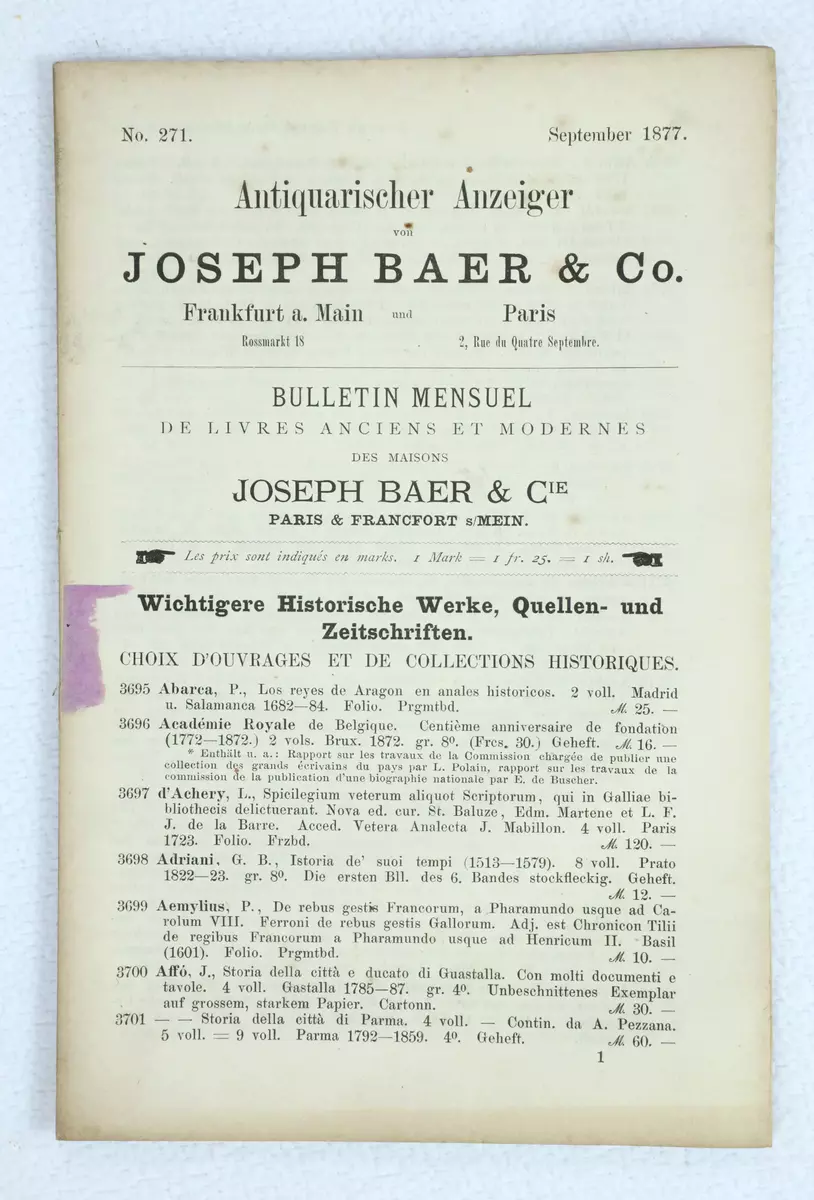 No. 271. September 1877.
Antiquarischer Anzeiger
von
JOSEPH BAER & Co.
Frankfurt a. Main und Paris
Rossmarkt 18 2, Rue du Quatre Septembre.
BULLETIN MENSUEL
DE LIVRES ANCIENS ET MODERNES
DES MAISONS
JOSEPH BAER & CIE
PARIS & FRANCFORT s/MEIN.
Les prix sont indiqués en marks. 1 Mark = 1 fr. 25. = 1 sh.
Wichtigere Historische Werke, Quellen- und
Zeitschriften.
CHOIX D'OUVRAGES ET DE COLLECTIONS HISTORIQUES.
3695 Abarca, P., Los reyes de Aragon en anales historicos. 2 voll. Madrid
u. Salamanca 1682—84. Folio. Prgmtbd. M. 25. —
3696 Académie Royale de Belgique. Centième anniversaire de fondation
(1772—1872.) 2 vols. Brux. 1872. gr. 8º. (Frcs. 30.) Geheft. M. 16. —
* Enthält u. a.: Rapport sur les travaux de la Commission chargée de publier une
collection des grands écrivains du pays par L. Polain, rapport sur les travaux de la
commission de la publication d'une biographie nationale par E. de Buscher.
3697 d'Achery, L., Spicilegium veterum aliquot Scriptorum, qui in Galliae bi-
bliothecis delictuerant. Nova ed. cur. St. Baluze, Edm. Martene et L. F.
J. de la Barre. Acced. Vetera Analecta J. Mabillon. 4 voll. Paris
1723. Folio. Frzbd. M. 120. —
3698 Adriani, G. B., Istoria de' suoi tempi (1513—1579). 8 voll. Prato
1822—23. gr. 8º. Die ersten Bll. des 6. Bandes stockfleckig. Geheft.
M. 12. —
3699 Aemylius, P., De rebus gestis Francorum, a Pharamundo usque ad Ca-
rolum VIII. Ferroni de rebus gestis Gallorum. Adj. est Chronicon Tilii
de regibus Francorum a Pharamundo usque ad Henricum II. Basil
(1601). Folio. Prgmtbd. M. 10. —
3700 Affó, J., Storia della città e ducato di Guastalla. Con molti documenti e
tavole. 4 voll. Gastalla 1785—87. gr. 4º. Unbeschnittenes Exemplar
auf grossem, starkem Papier. Cartonn. M. 30. —
3701 — — Storia della città di Parma. 4 voll. — Contin. da A. Pezzana.
5 voll. = 9 voll. Parma 1792—1859. 4º. Geheft. M. 60. —
1